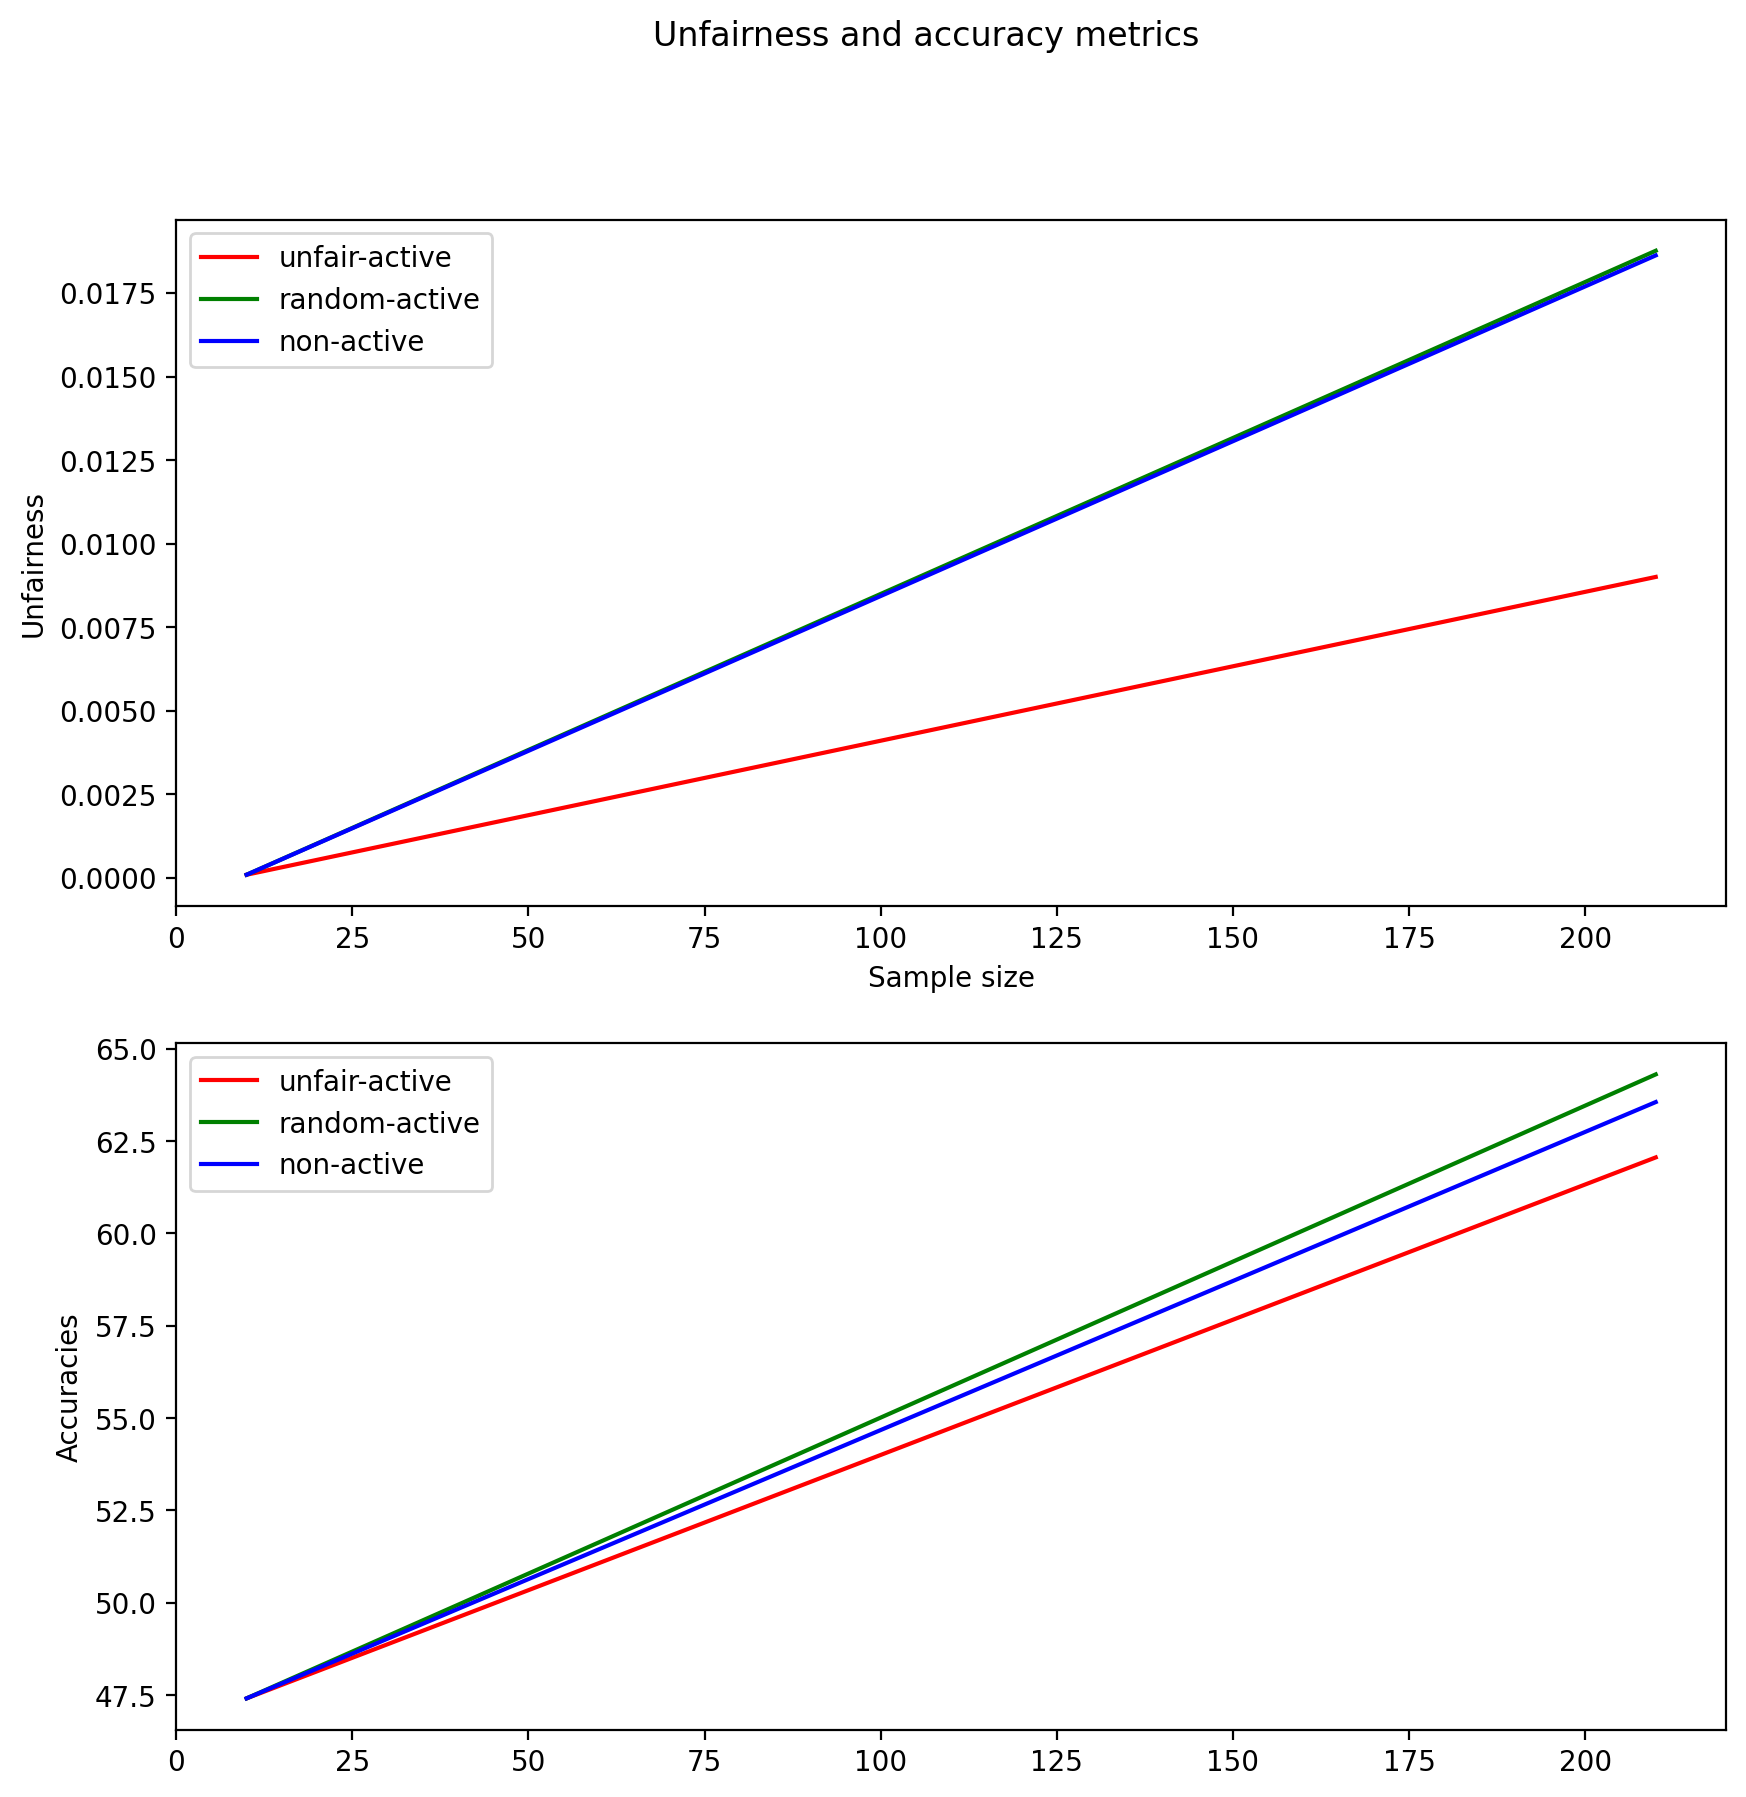 Unfairness and accuracy metrics
unfair-active
random-active
non-active
0.0175
0.0150
0.0125
0.0100
0.0075
0.0050
0.0025
0.0000
Unfairness
0 25 50 75 100 125 150 175 200
Sample size
unfair-active
random-active
non-active
65.0
62.5
60.0
57.5
55.0
52.5
50.0
47.5
Accuracies
0 25 50 75 100 125 150 175 200